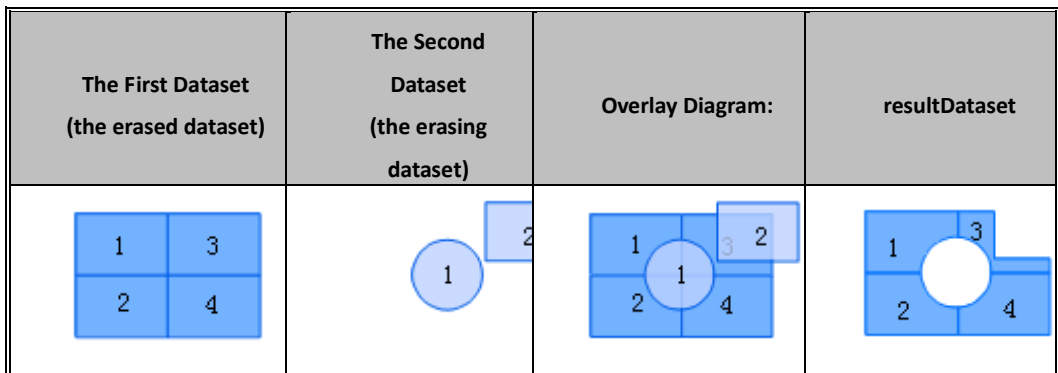 The First Dataset
(the erased dataset)
The Second
Dataset
(the erasing
dataset)
Overlay Diagram:
resultDataset
1 3
2 4
2
1
1 3 2
1
2 4
1 3
2 4